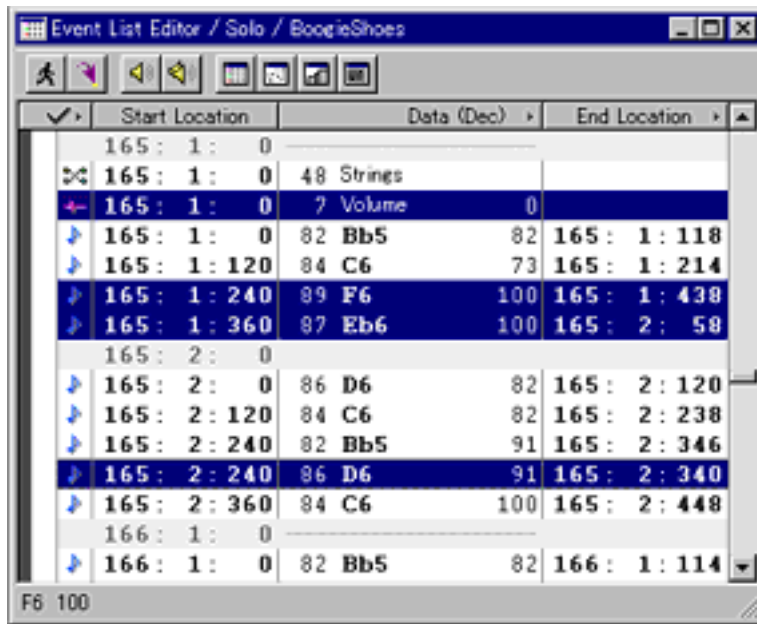 Event List Editor / Solo / BoogieShoes
Start Location Data (Dec) End Location
165: 1: 0
165: 1: 0 48 Strings
165: 1: 0 7 Volume 0
165: 1: 0 82 Bb5 82 165: 1:118
165: 1:120 84 C6 73 165: 1:214
165: 1:240 89 F6 100 165: 1:438
165: 1:360 87 Eb6 100 165: 2: 58
165: 2: 0
165: 2: 0 86 D6 82 165: 2:120
165: 2:120 84 C6 82 165: 2:238
165: 2:240 82 Bb5 91 165: 2:346
165: 2:240 86 D6 91 165: 2:340
165: 2:360 84 C6 100 165: 2:448
166: 1: 0
166: 1: 0 82 Bb5 82 166: 1:114
F6 100